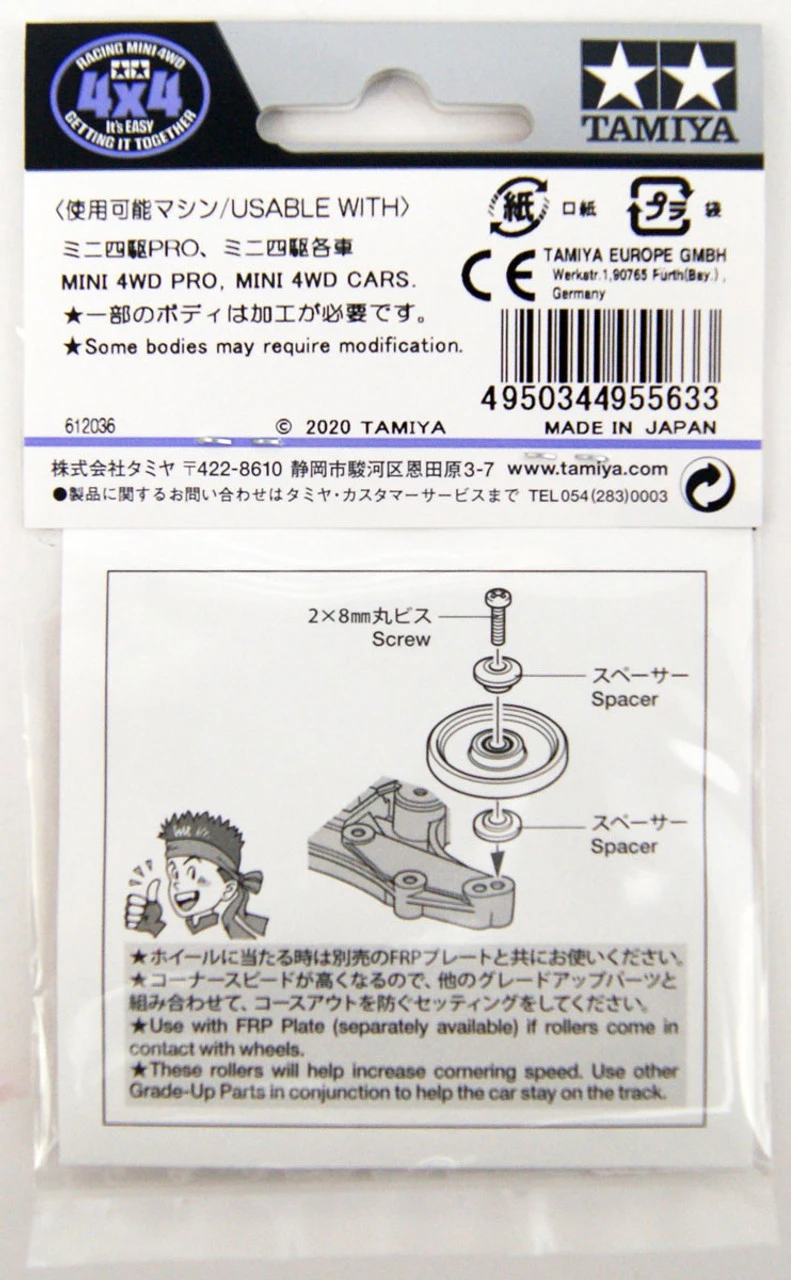 RACING MINI 4WD
4x4
It's EASY
GETTING IT TOGETHER
TAMIYA
〈使用可能マシン/USABLE WITH〉
ミニ四駆PRO、ミニ四駆各車
MINI 4WD PRO, MINI 4WD CARS.
★一部のボディは加工が必要です。
★Some bodies may require modification.
紙 口紙 プラ 袋
CE
TAMIYA EUROPE GMBH
Werkstr.1,90765 Fürth(Bay.),
Germany
4950344955633
612036 © 2020 TAMIYA MADE IN JAPAN
株式会社タミヤ 〒422-8610 静岡市駿河区恩田原3-7 www.tamiya.com
●製品に関するお問い合わせはタミヤ・カスタマーサービスまで TEL054(283)0003
2×8mm丸ビス
Screw
スペーサー
Spacer
スペーサー
Spacer
★ホイールに当たる時は別売のFRPプレートと共にお使いください。
★コーナースピードが高くなるので、他のグレードアップパーツと
組み合わせて、コースアウトを防ぐセッティングをしてください。
★Use with FRP Plate (separately available) if rollers come in
contact with wheels.
★These rollers will help increase cornering speed. Use other
Grade-Up Parts in conjunction to help the car stay on the track.